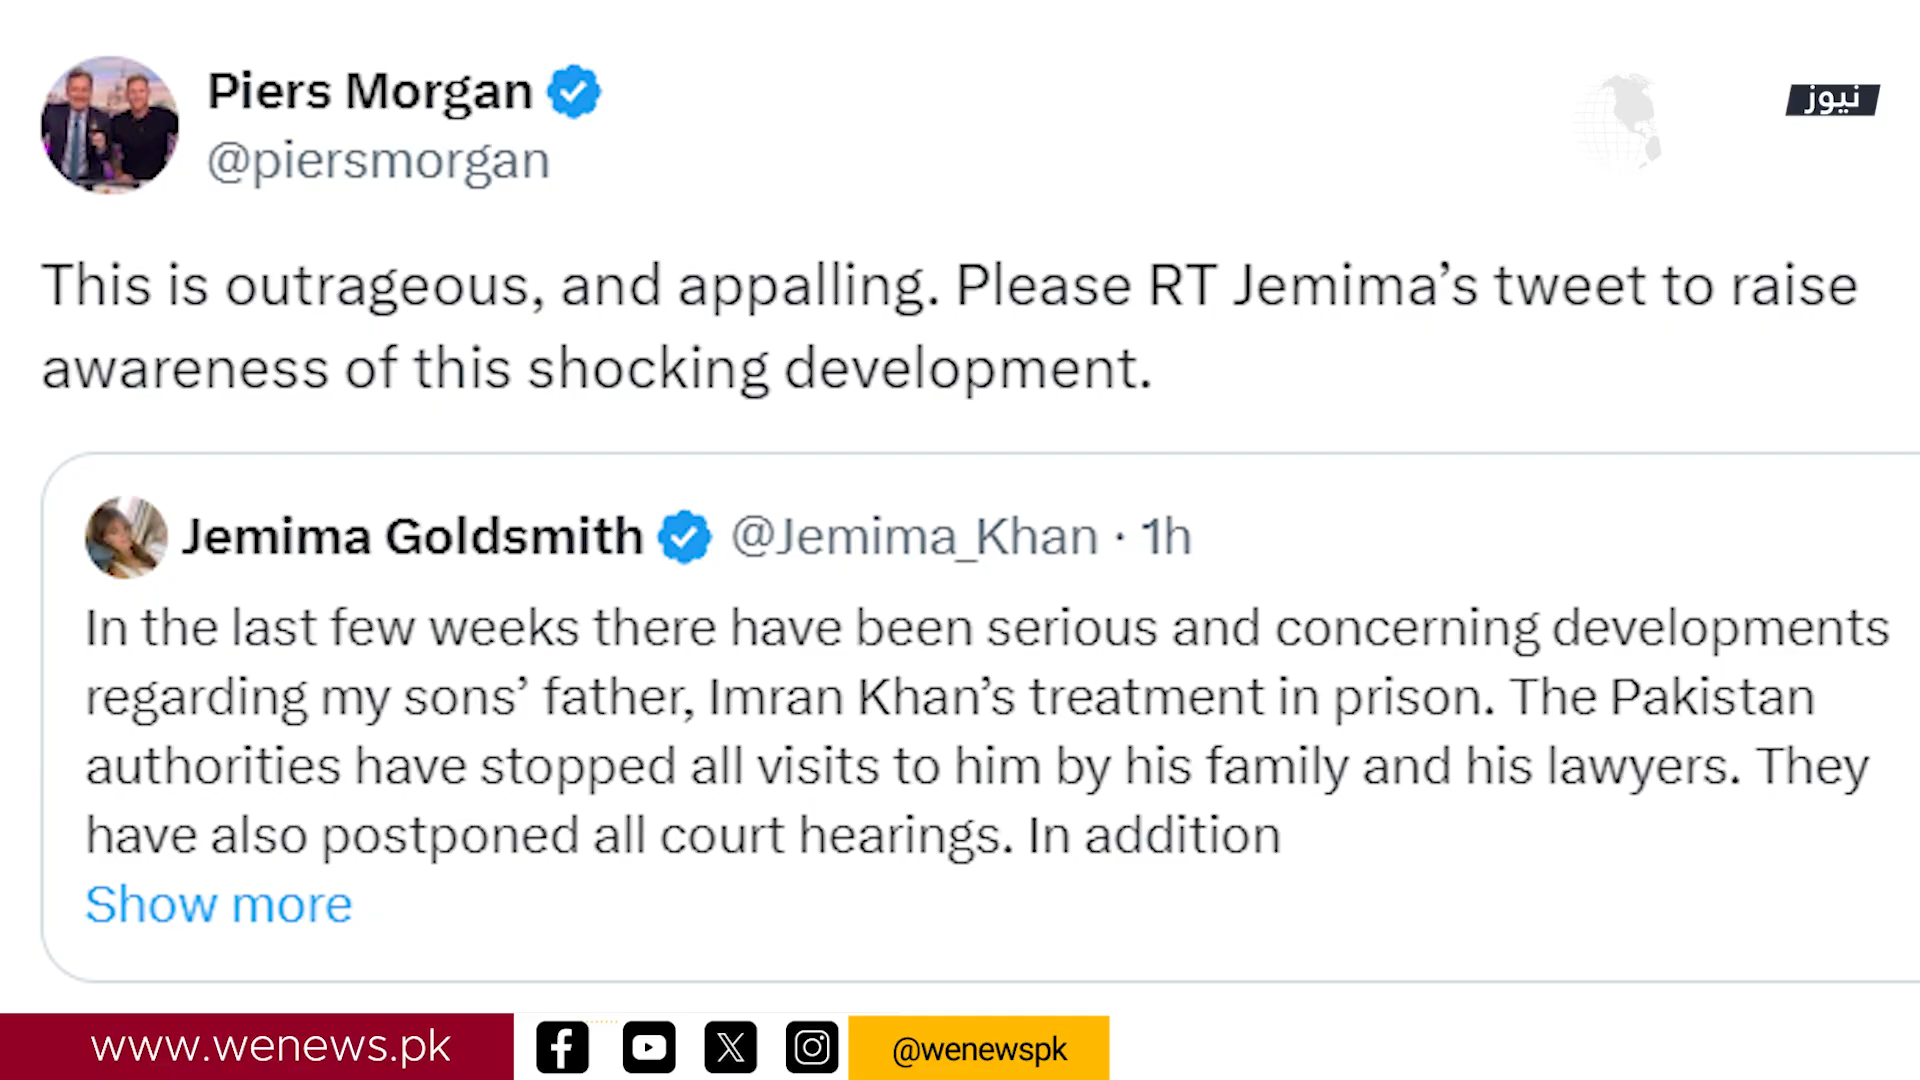 Piers Morgan
@piersmorgan
نیوز
This is outrageous, and appalling. Please RT Jemima’s tweet to raise
awareness of this shocking development.
Jemima Goldsmith @Jemima_Khan · 1h
In the last few weeks there have been serious and concerning developments
regarding my sons’ father, Imran Khan’s treatment in prison. The Pakistan
authorities have stopped all visits to him by his family and his lawyers. They
have also postponed all court hearings. In addition
Show more
www.wenews.pk
@wenewspk